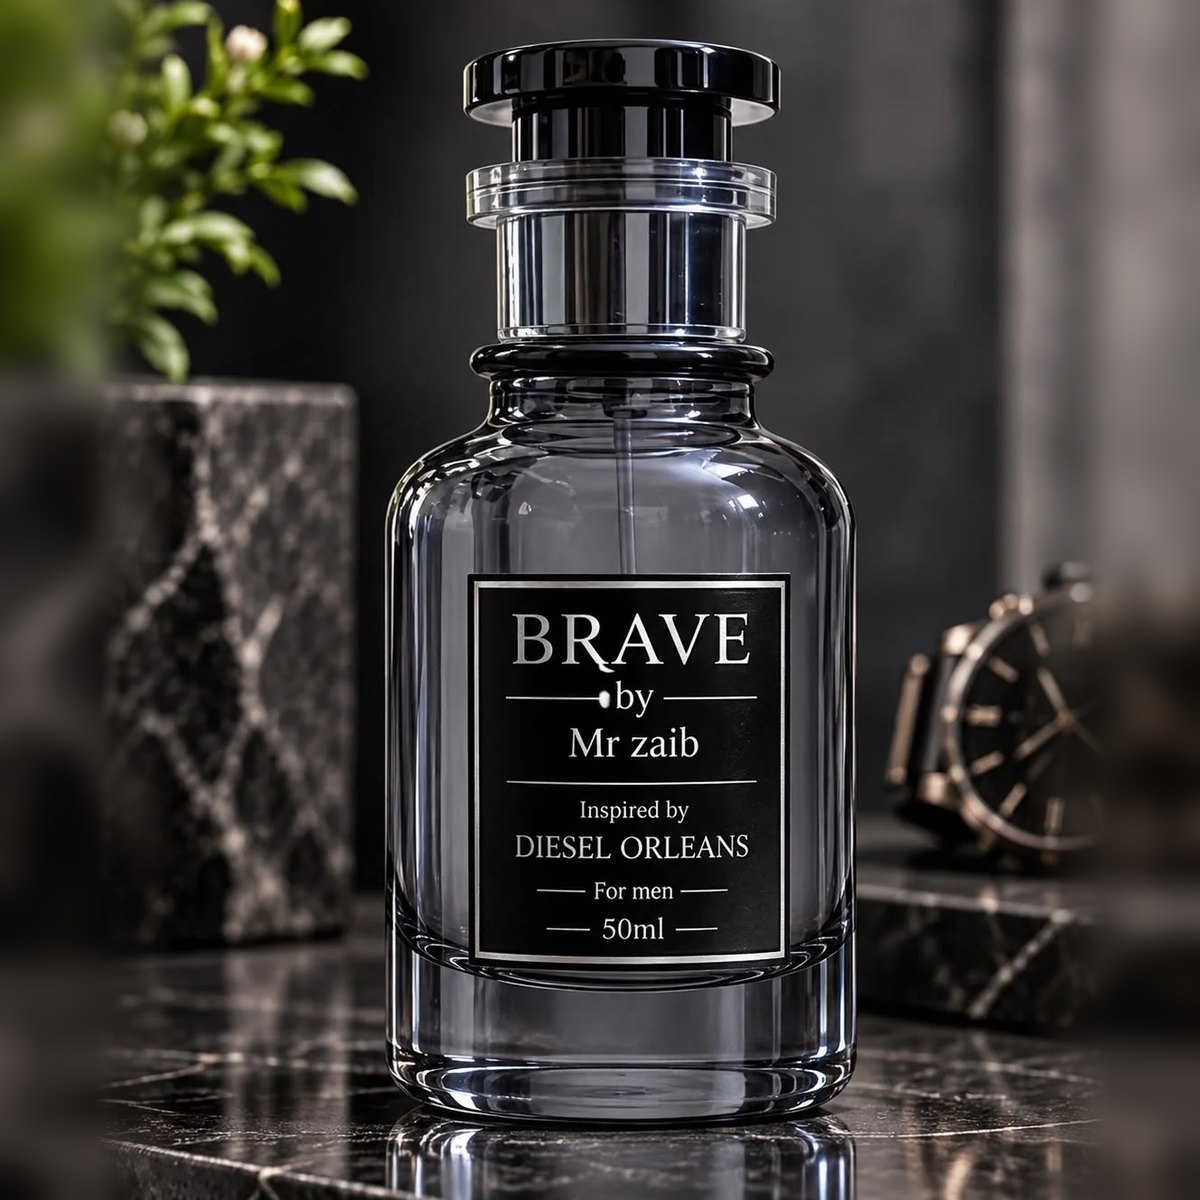 BRAVE
by
Mr zaib
Inspired by
DIESEL ORLEANS
For men
50ml